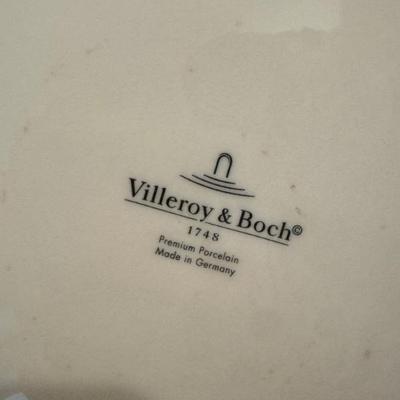 Villeroy & Boch©
1748
Premium Porcelain
Made in Germany